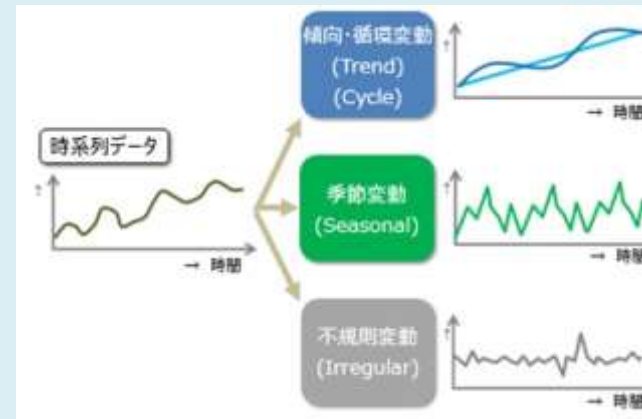 時系列データ
↑
→ 時間
傾向・循環変動
(Trend)
(Cycle)
↑
→ 時間
季節変動
(Seasonal)
↑
→ 時間
不規則変動
(Irregular)
↑
→ 時間